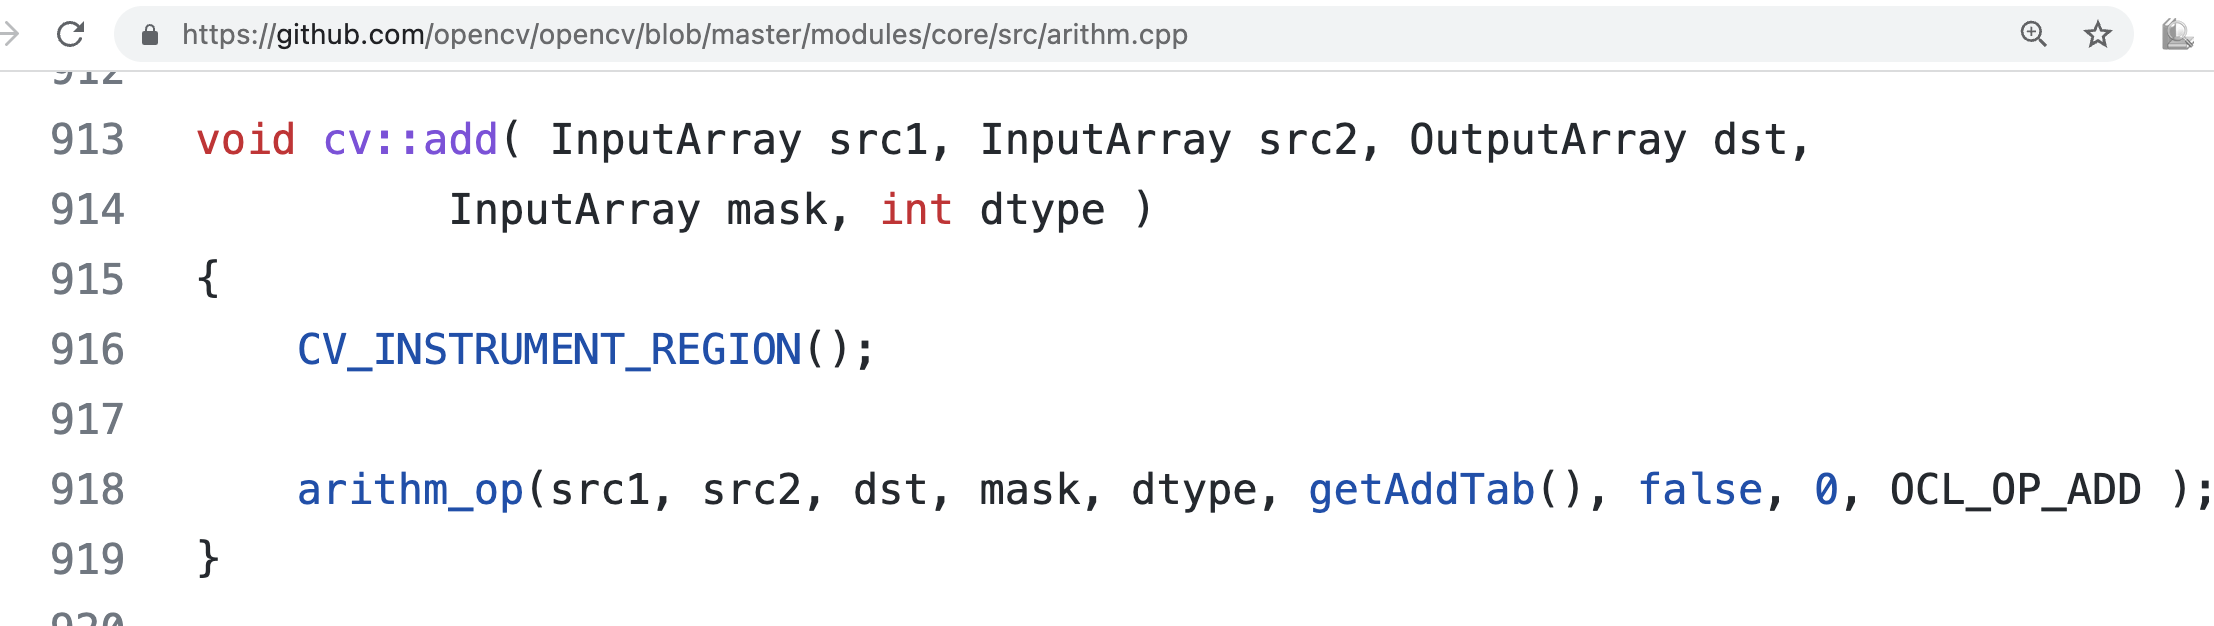 https://github.com/opencv/opencv/blob/master/modules/core/src/arithm.cpp
912
913 void cv::add( InputArray src1, InputArray src2, OutputArray dst,
914 InputArray mask, int dtype )
915 {
916 CV_INSTRUMENT_REGION();
917
918 arithm_op(src1, src2, dst, mask, dtype, getAddTab(), false, 0, OCL_OP_ADD );
919 }
920